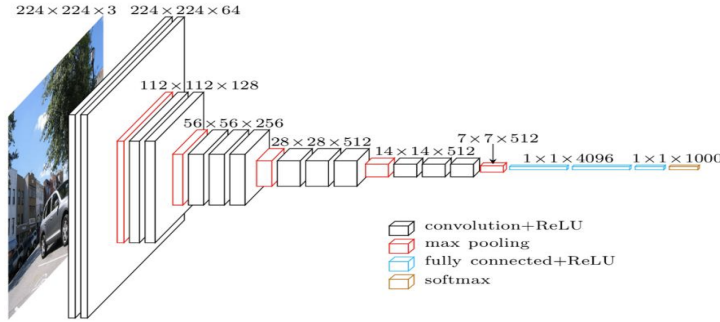 224×224×3
224×224×64
112×112×128
56×56×256
28×28×512
14×14×512
7×7×512
1×1×4096
1×1×1000
convolution+ReLU
max pooling
fully connected+ReLU
softmax